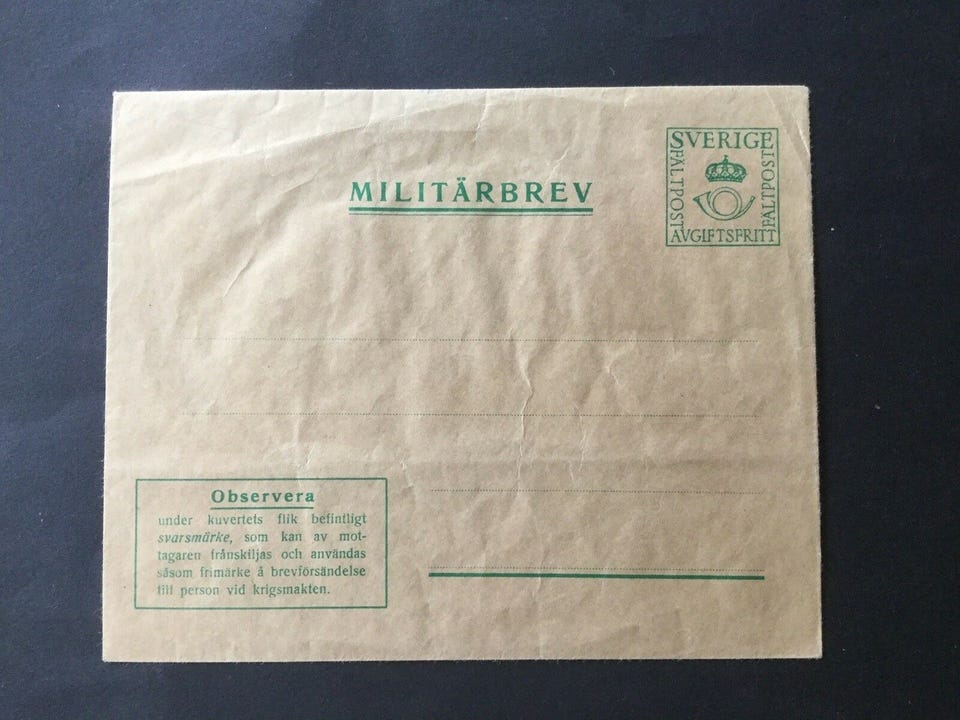 MILITÄRBREV
SVERIGE
FÄLTPOST
FÄLTPOST
AVGIFTSFRITT
Observera
under kuvertets flik befintligt
svarsmärke, som kan av mot-
tagaren frånskiljas och användas
såsom frimärke å brevförsändelse
till person vid krigsmakten.